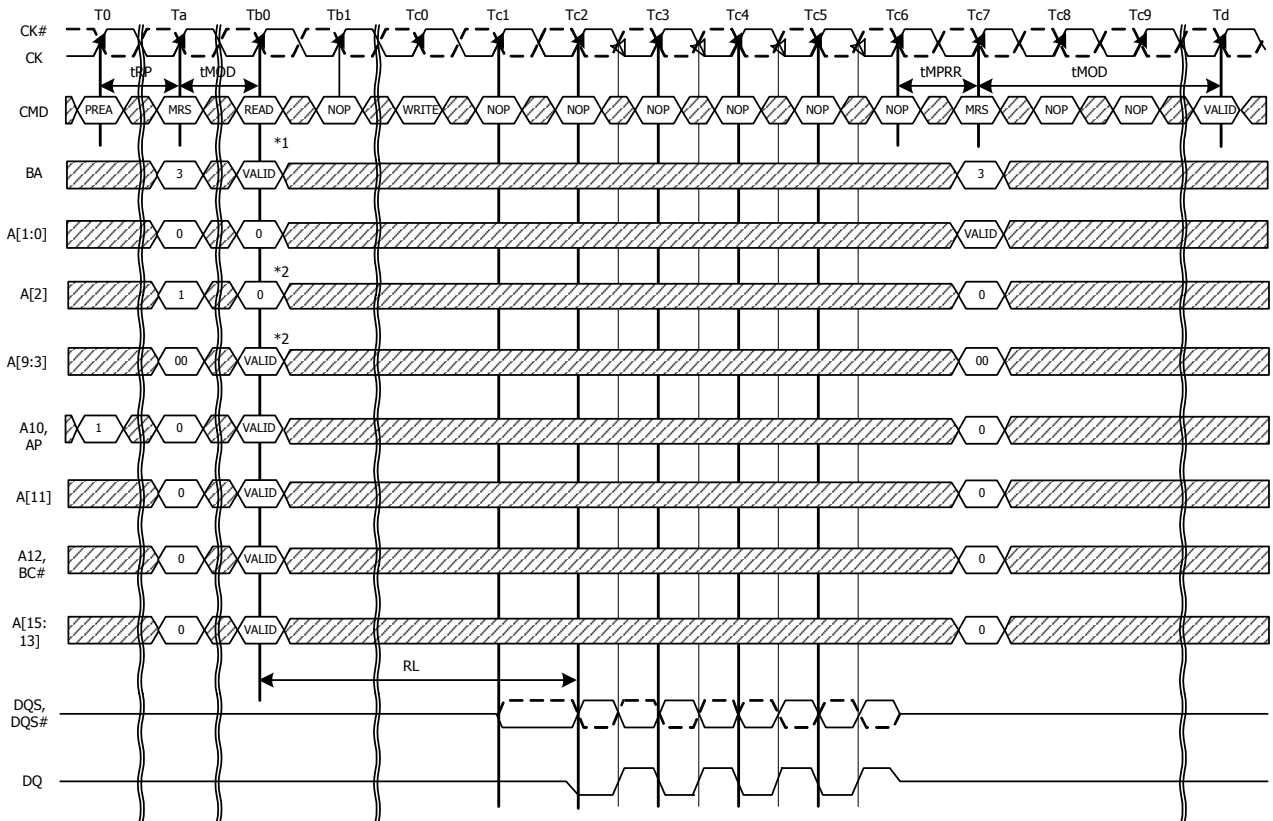 T0 Ta Tb0 Tb1 Tc0 Tc1 Tc2 Tc3 Tc4 Tc5 Tc6 Tc7 Tc8 Tc9 Td
CK#
CK
tRP tMOD tMPRR tMOD
CMD PREA MRS READ NOP WRITE NOP NOP NOP NOP NOP NOP MRS NOP NOP VALID
*1
BA 3 VALID 3
A[1:0] 0 0 VALID
*2
A[2] 1 0 0
*2
A[9:3] 00 VALID 00
A10,
AP 1 0 VALID 0
A[11] 0 VALID 0
A12,
BC# 0 VALID 0
A[15:
13] 0 VALID 0
RL
DQS,
DQS#
DQ